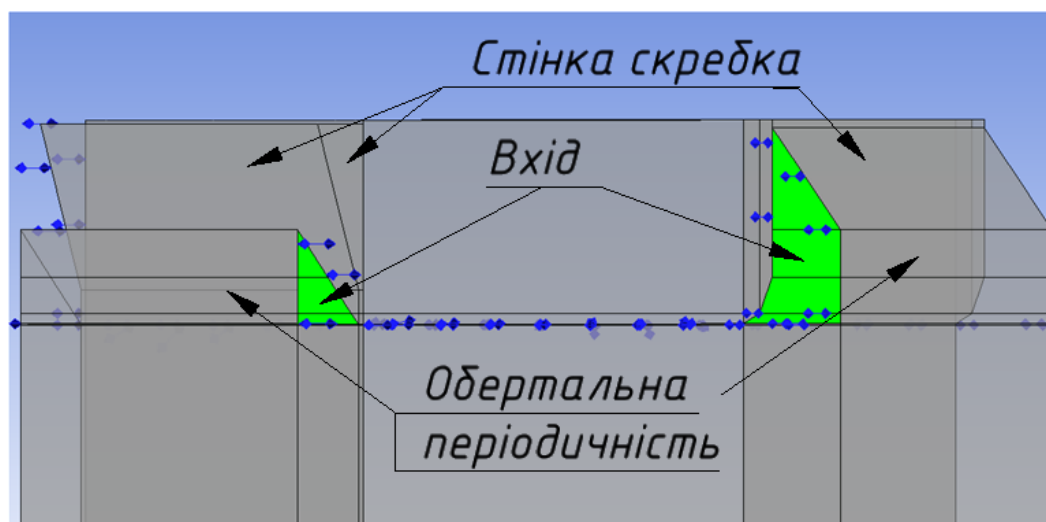 Стінка скребка
Вхід
Обертальна
періодичність